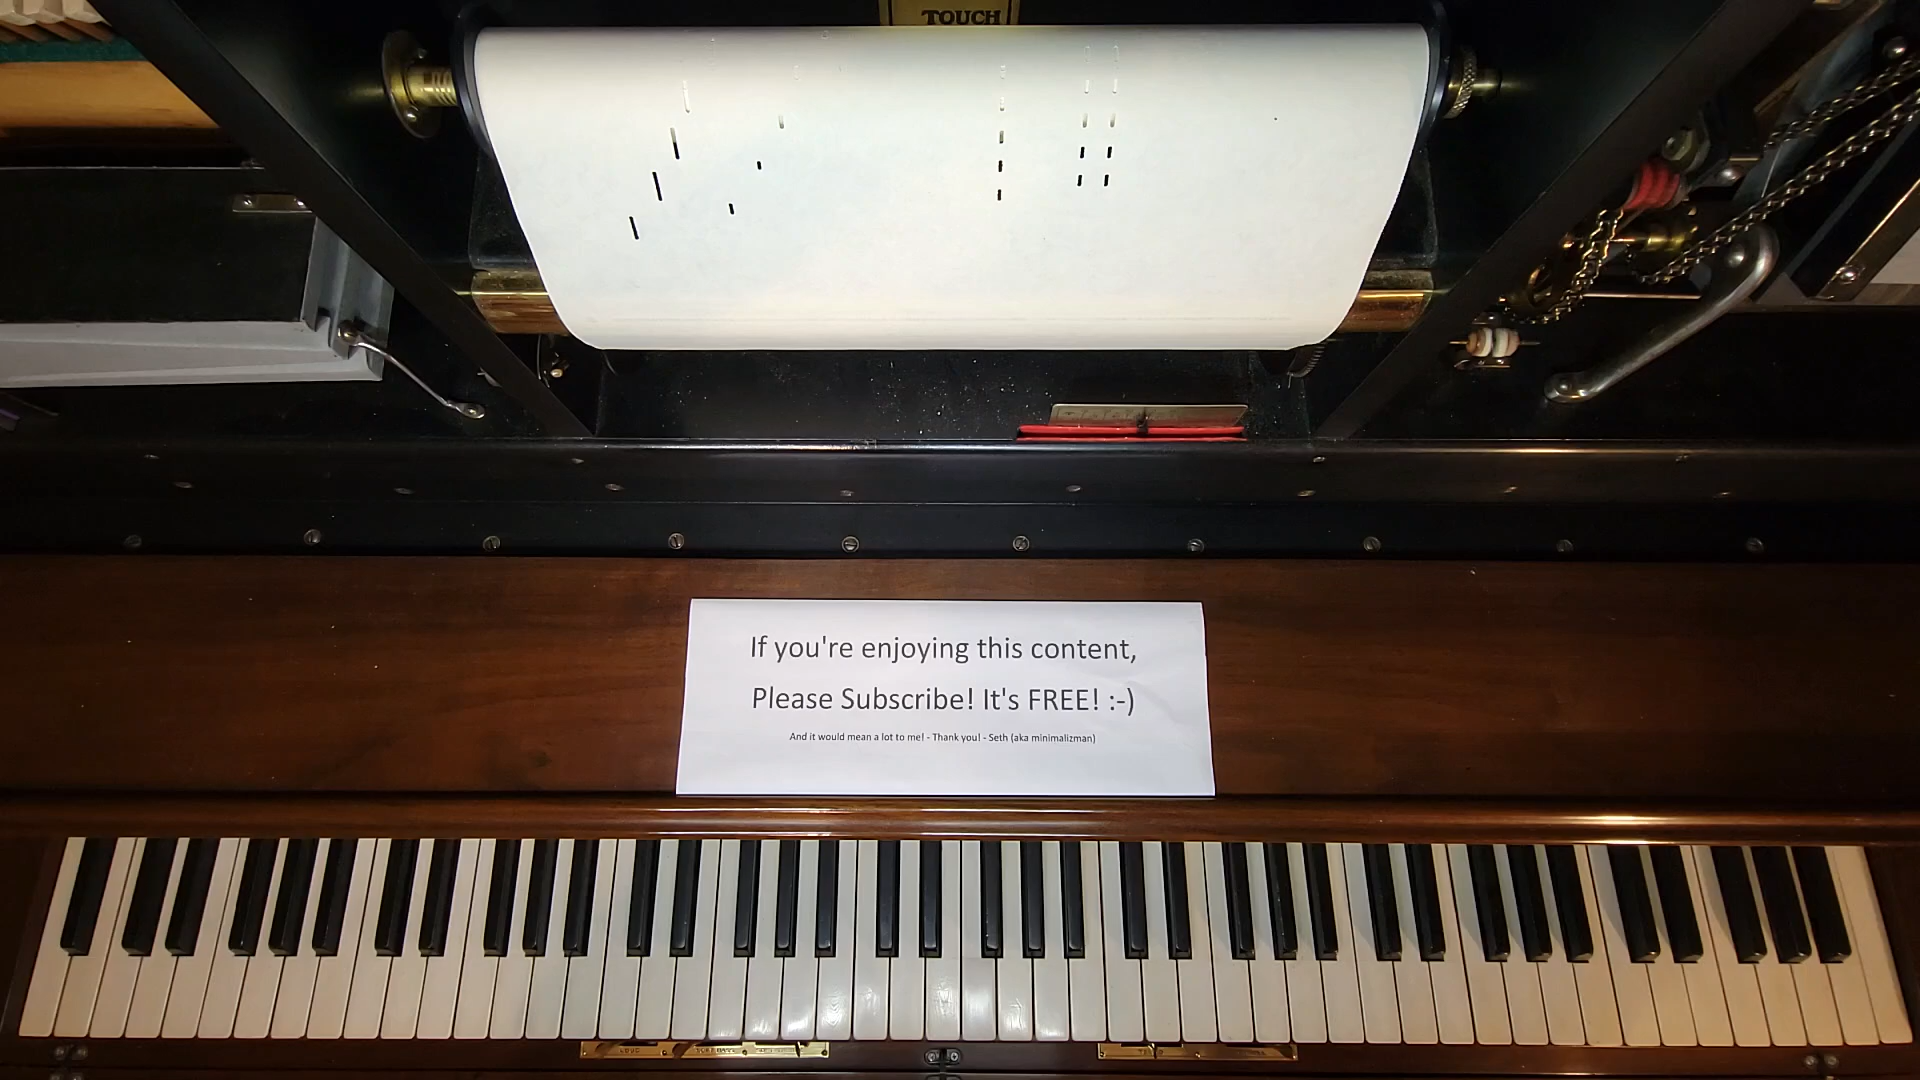 TOUCH
If you're enjoying this content,
Please Subscribe! It's FREE! :-)
And it would mean a lot to me! - Thank you! - Seth (aka minimalizman)